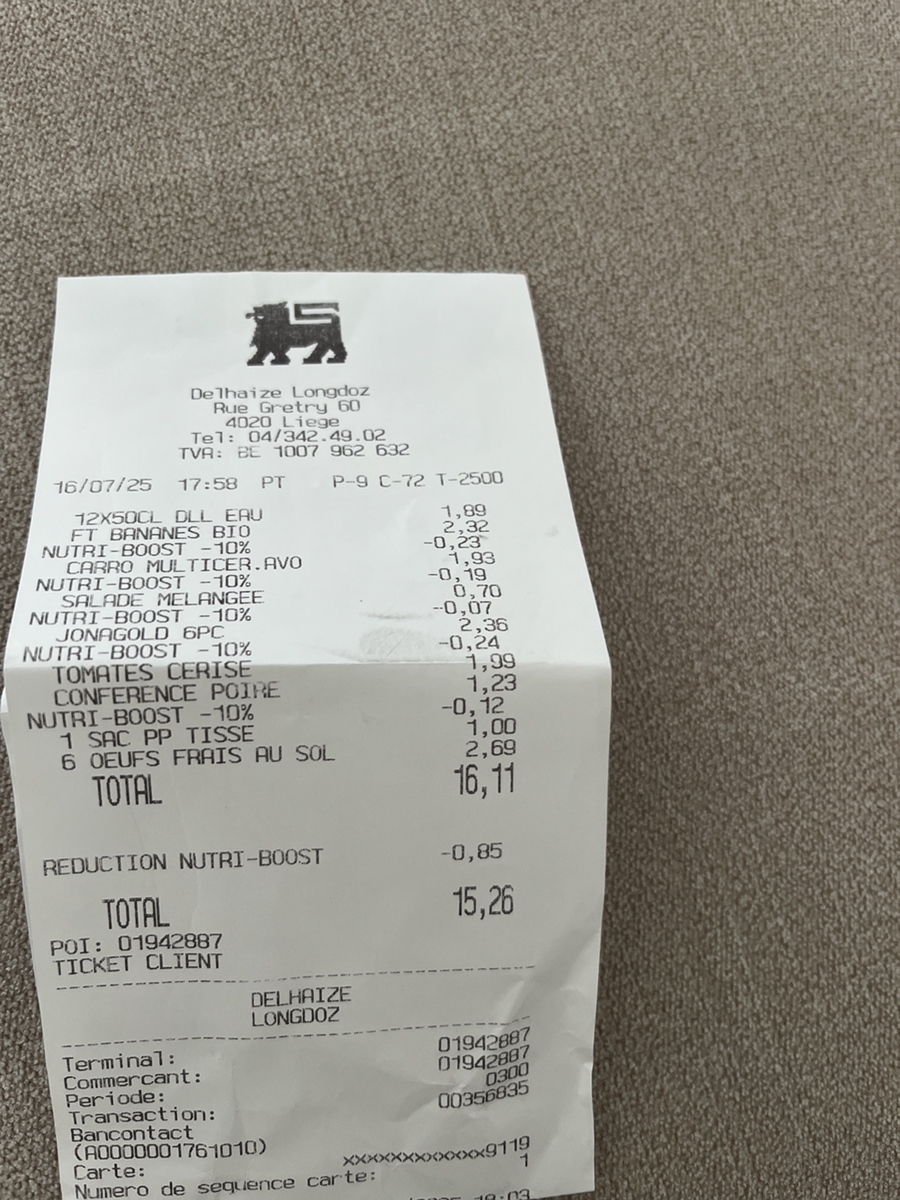 Delhaize Longdoz
Rue Gretry 60
4020 Liege
Tel: 04/342.49.02
TVA: BE 1007 962 632
16/07/25 17:58 PT P-9 C-72 T-2500
12X50CL DLL EAU 1,89
FT BANANES BIO 2,32
NUTRI-BOOST -10% -0,23
CARRO MULTICER.AVO 1,93
NUTRI-BOOST -10% -0,19
SALADE MELANGEE 0,70
NUTRI-BOOST -10% -0,07
JONAGOLD 6PC 2,36
NUTRI-BOOST -10% -0,24
TOMATES CERISE 1,99
CONFERENCE POIRE 1,23
NUTRI-BOOST -10% -0,12
1 SAC PP TISSE 1,00
6 OEUFS FRAIS AU SOL 2,69
TOTAL 16,11
REDUCTION NUTRI-BOOST -0,85
TOTAL 15,26
POI: 01942887
TICKET CLIENT
DELHAIZE
LONGDOZ
Terminal: 01942887
Commercant: 01942887
Periode: 0300
Transaction: 00356835
Bancontact
(A0000001761010)
Carte: xxxxxxxxxxxxx9119
Numero de sequence carte: 1